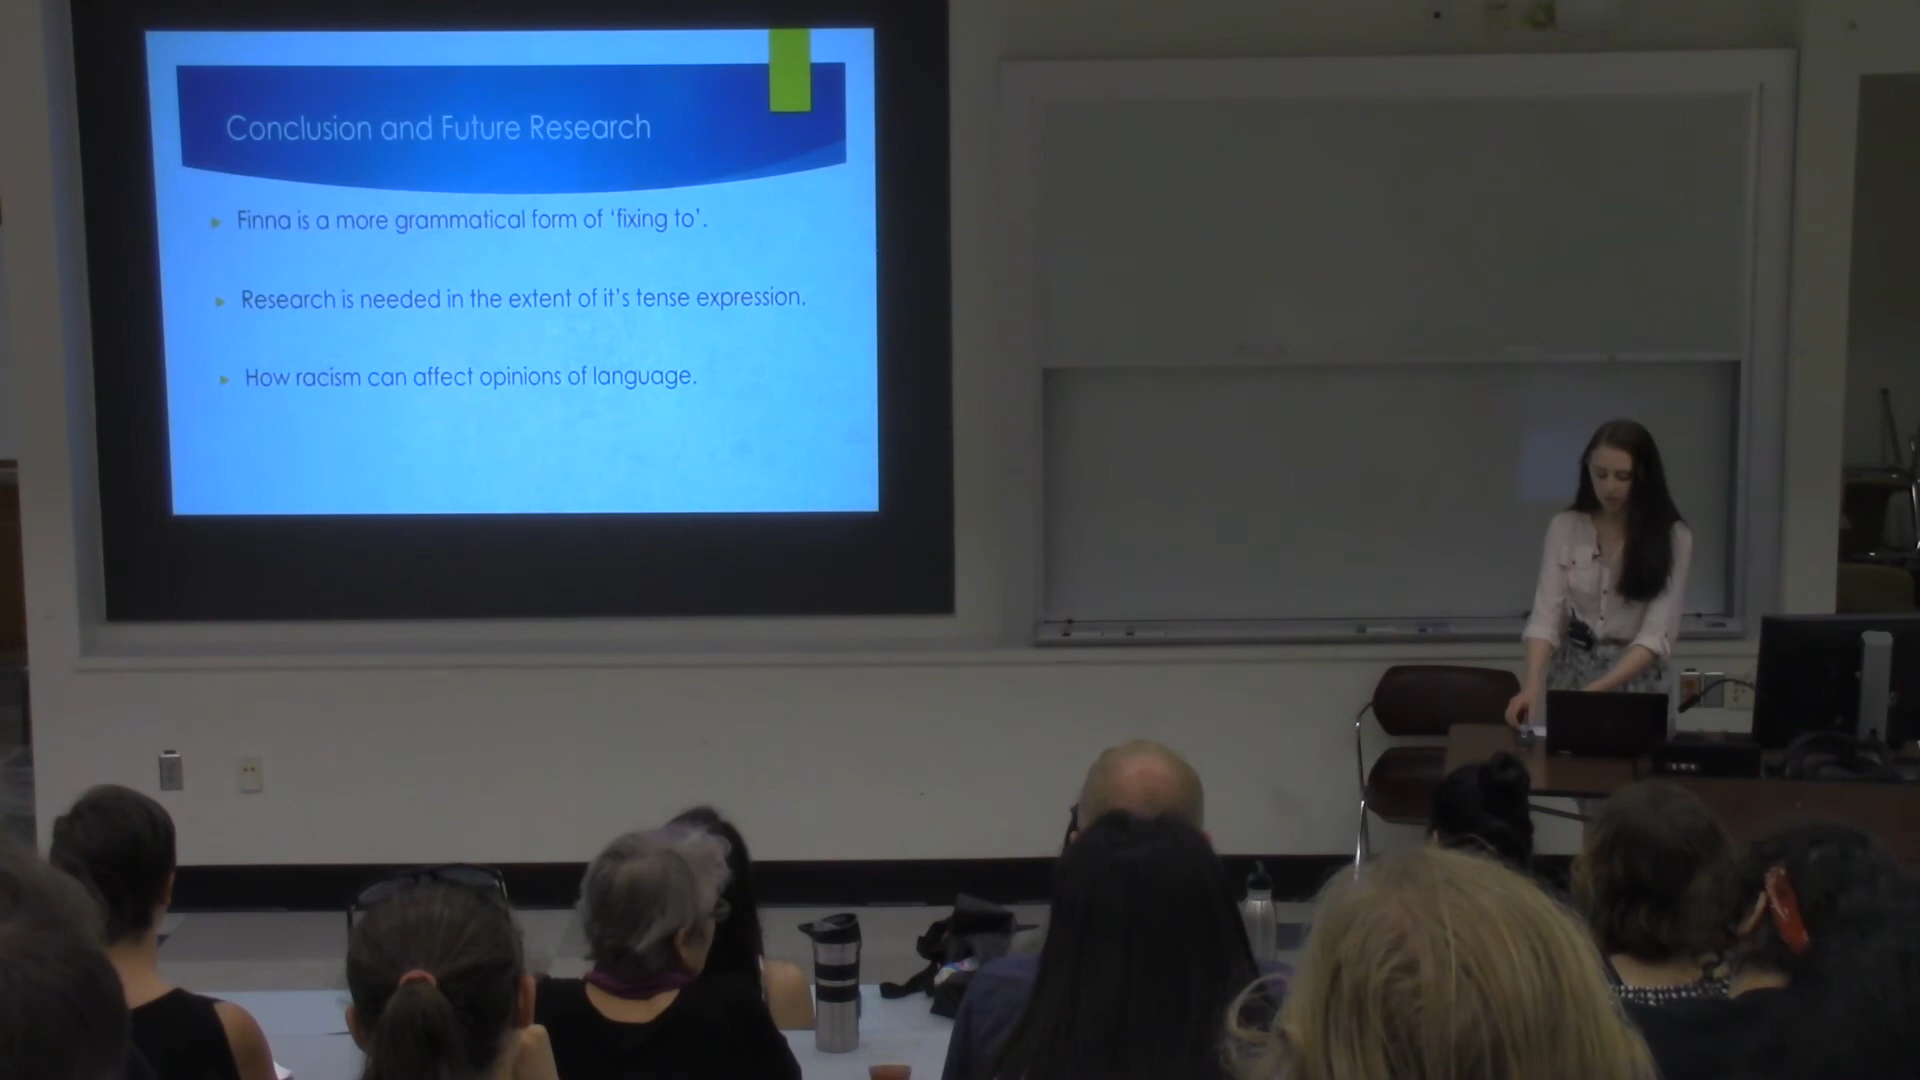 Conclusion and Future Research
Finna is a more grammatical form of 'fixing to'.
Research is needed in the extent of it's tense expression.
How racism can affect opinions of language.